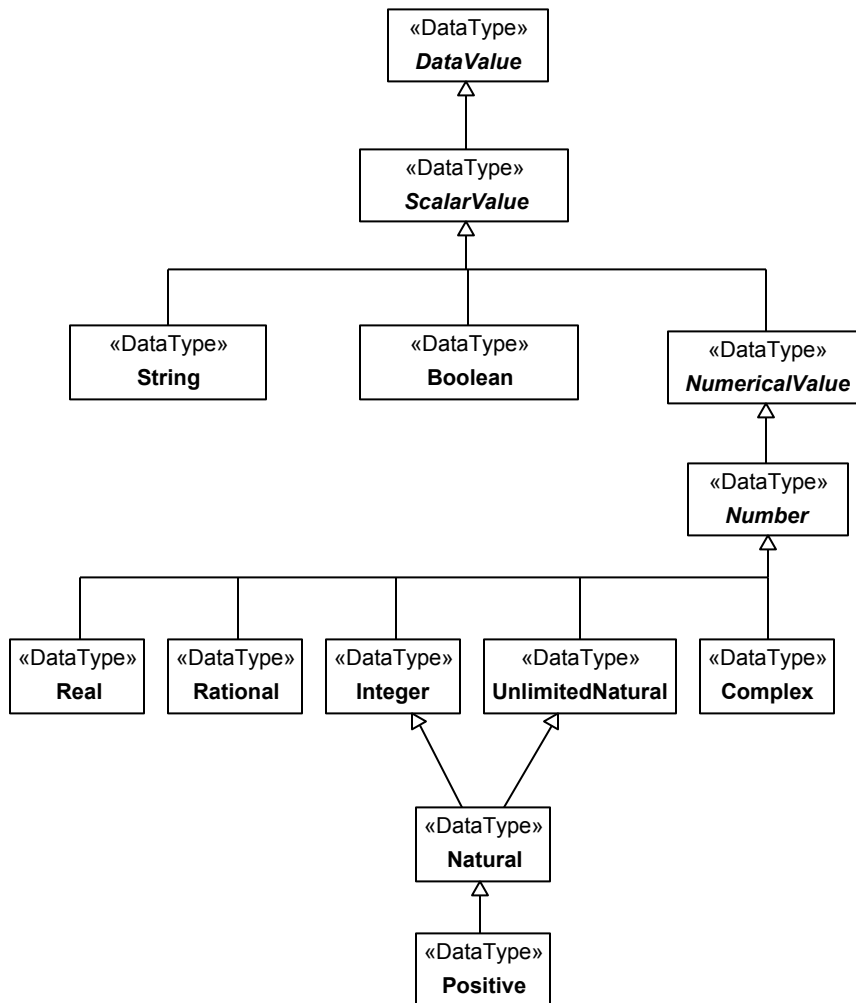 «DataType»
DataValue
«DataType»
ScalarValue
«DataType»
String
«DataType»
Boolean
«DataType»
NumericalValue
«DataType»
Number
«DataType»
Real
«DataType»
Rational
«DataType»
Integer
«DataType»
UnlimitedNatural
«DataType»
Complex
«DataType»
Natural
«DataType»
Positive